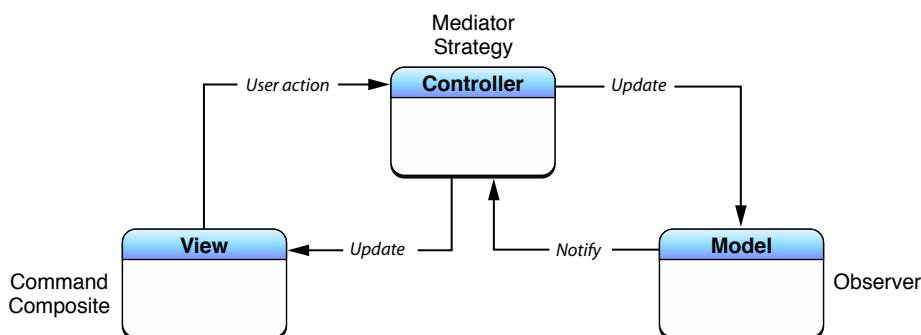 Mediator
Strategy
Controller
User action
Update
View
Update
Notify
Model
Command
Composite
Observer